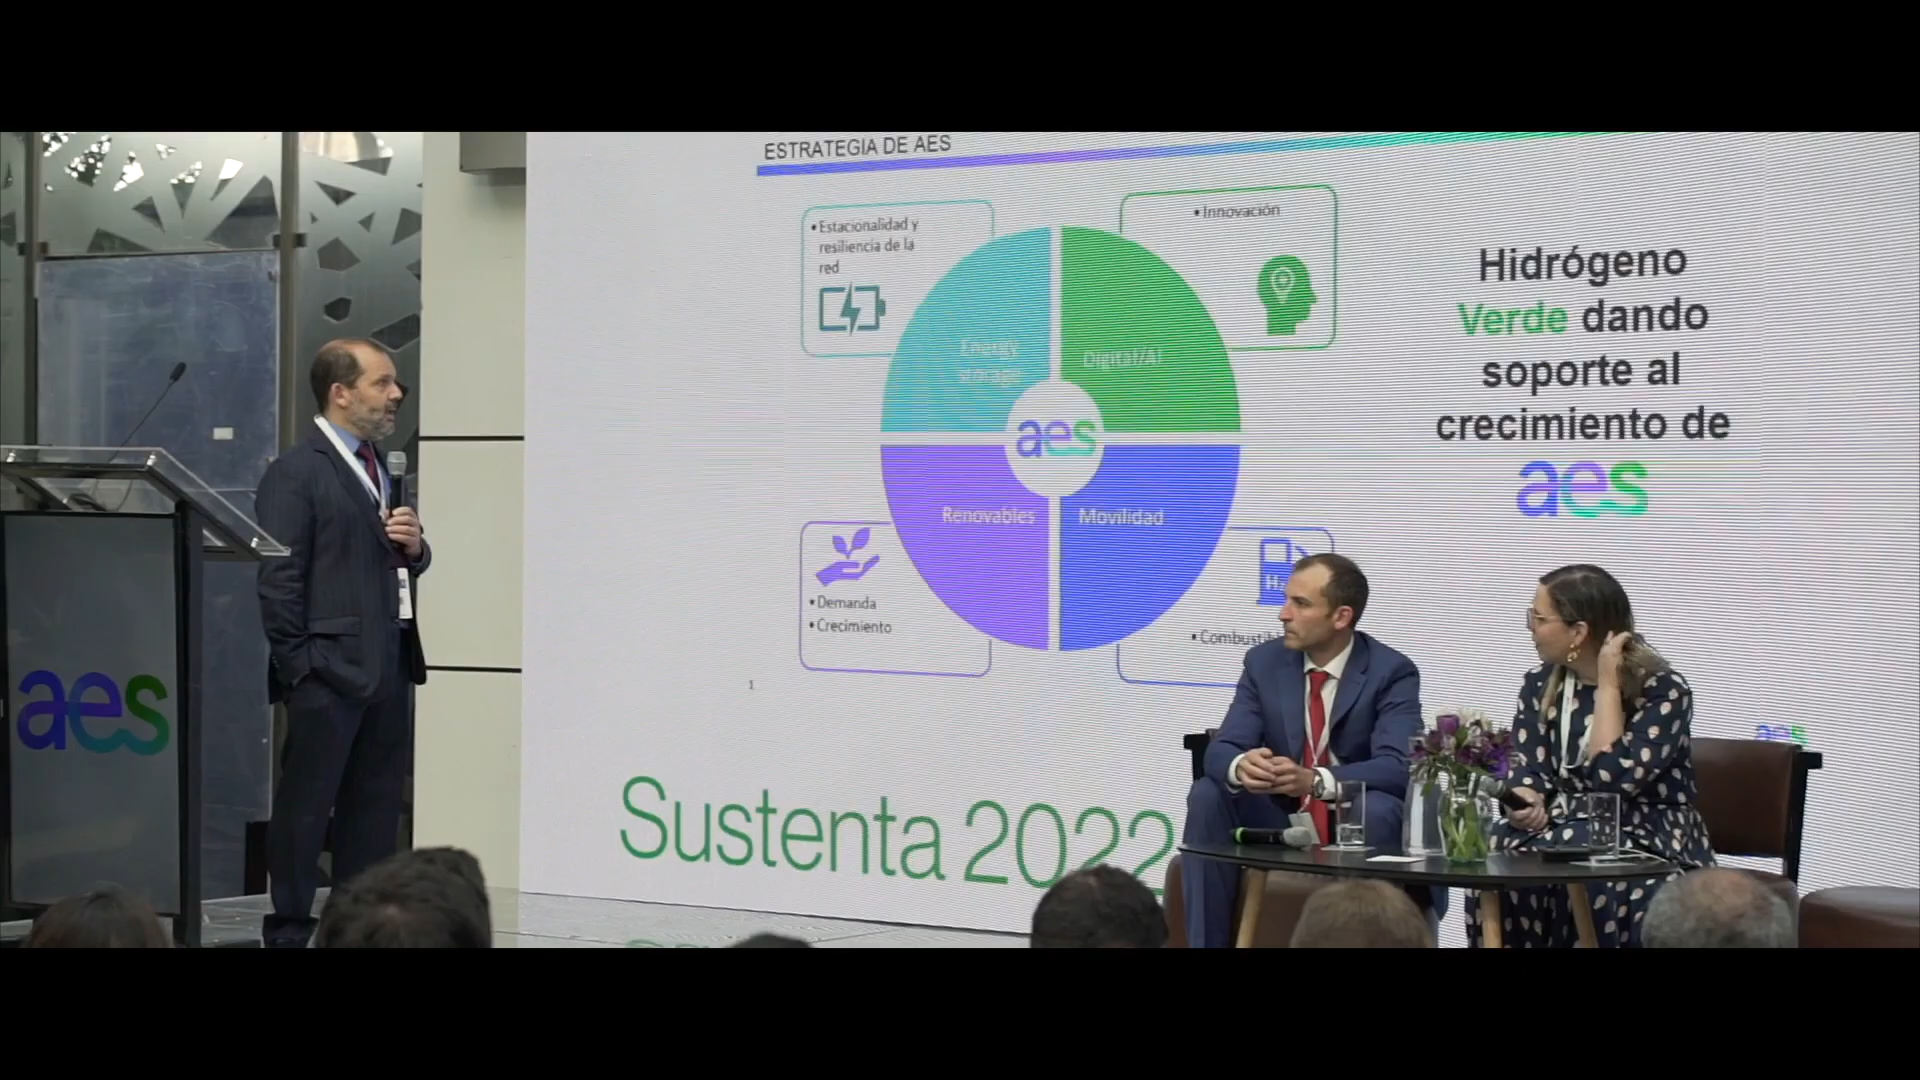 ESTRATEGIA DE AES
• Estacionalidad y
resiliencia de la
red
• Innovación
Energy
storage
Digital/AI
aes
Renovables
Movilidad
• Demanda
• Crecimiento
H
Hidrógeno
Verde dando
soporte al
crecimiento de
aes
1
aes
Sustenta 2022
aes